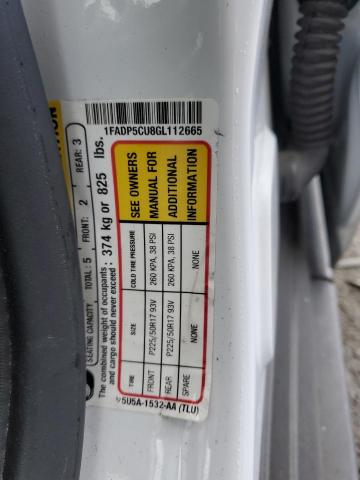 1FADP5CU8GL112665
SEATING CAPACITY TOTAL: 5 FRONT: 2 REAR: 3
The combined weight of occupants
and cargo should never exceed : 374 kg or 825 lbs.
TIRE SIZE COLD TIRE PRESSURE
FRONT P225/50R17 93V 260 KPA, 38 PSI
REAR P225/50R17 93V 260 KPA, 38 PSI
SPARE NONE NONE
SEE OWNERS
MANUAL FOR
ADDITIONAL
INFORMATION
5U5A-1532-AA (TLU)